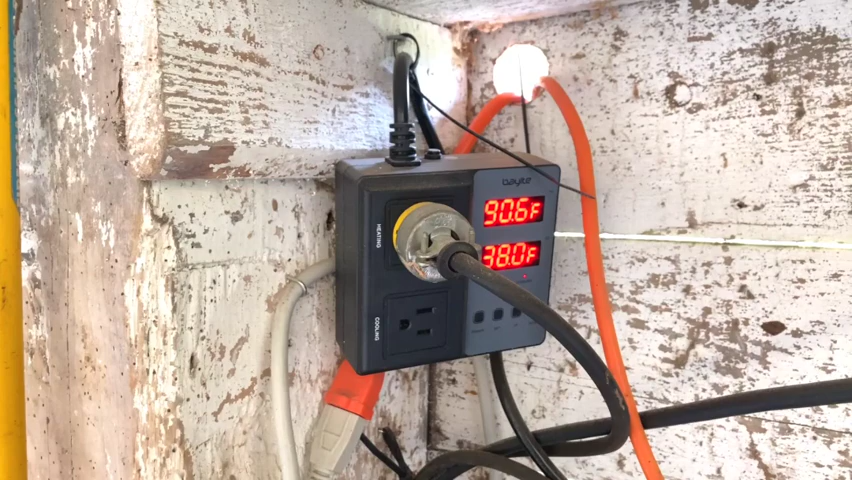 bayite
HEATING
90.6F
38.0F
COOLING